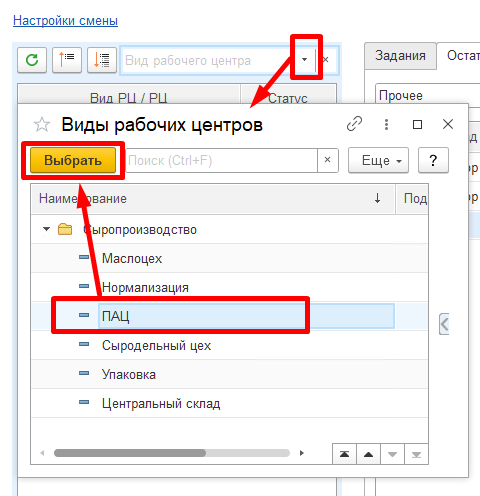 Настройки смены
Вид рабочего центра
Задания
Вид РЦ / РЦ
Статус
Прочее
Виды рабочих центров
Выбрать
Поиск (Ctrl+F)
Еще
?
Наименование
Под
Сыропроизводство
Маслоцех
Нормализация
ПАЦ
Сыродельный цех
Упаковка
Центральный склад